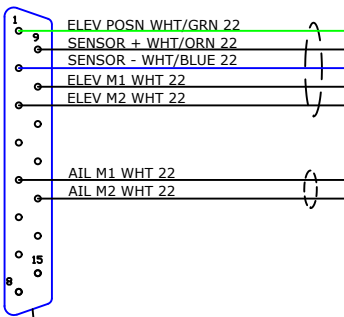 1
ELEV POSN WHT/GRN 22
9
SENSOR + WHT/ORN 22
SENSOR - WHT/BLUE 22
ELEV M1 WHT 22
ELEV M2 WHT 22
AIL M1 WHT 22
AIL M2 WHT 22
15
8